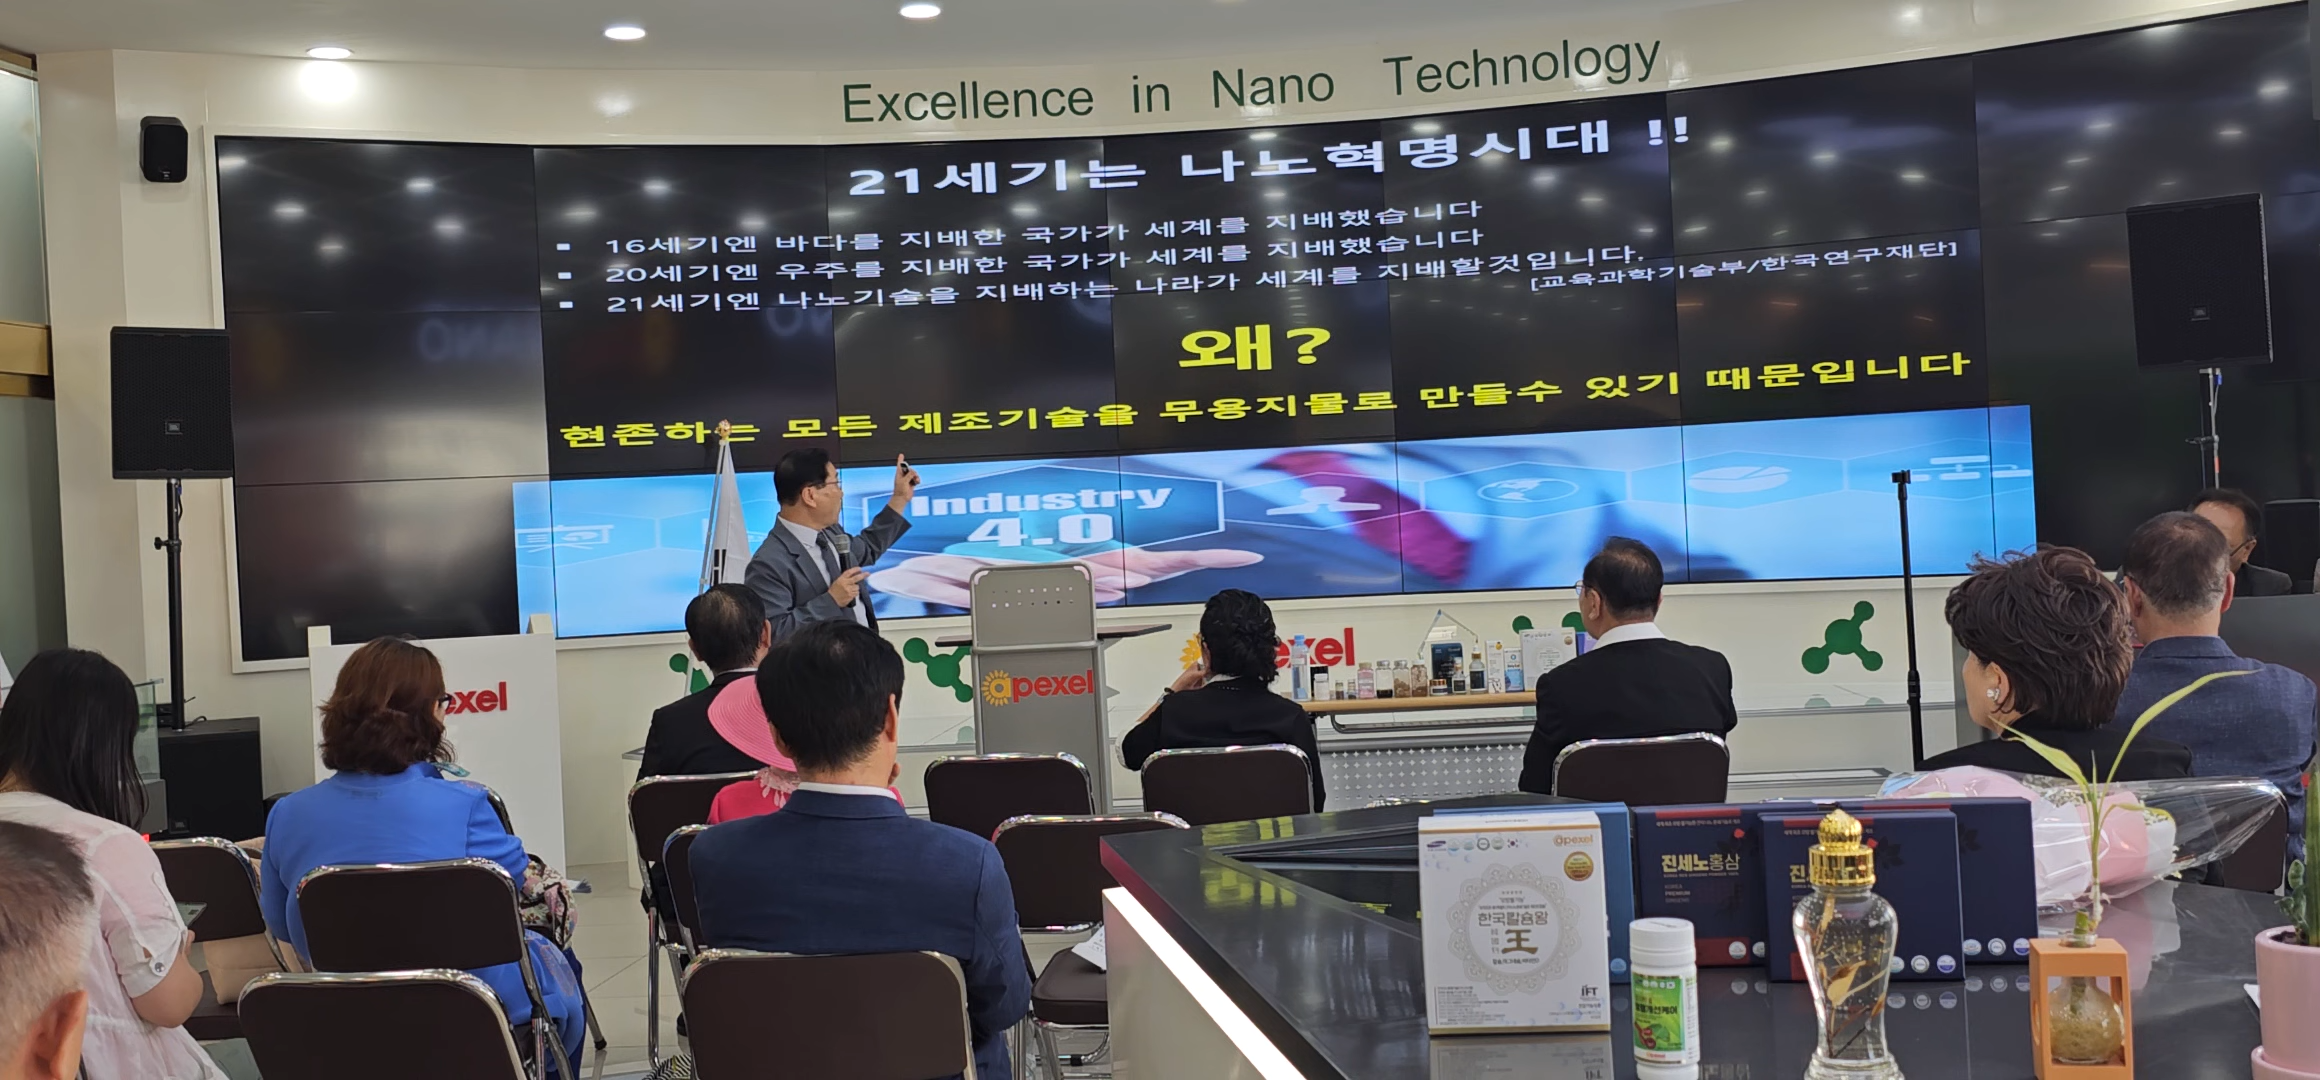 Excellence in Nano Technology
21세기는 나노혁명시대 !!
▪ 16세기엔 바다를 지배한 국가가 세계를 지배했습니다
▪ 20세기엔 우주를 지배한 국가가 세계를 지배했습니다
▪ 21세기엔 나노기술을 지배하는 나라가 세계를 지배할것입니다.
[교육과학기술부/한국연구재단]
왜?
현존하는 모든 제조기술을 무용지물로 만들수 있기 때문입니다
Industry
4.0
exel
apexel
exel
apexel
한국칼슘왕
王
IFT
진세노홍삼
KOREA
PREMIUM
GINSENG
진